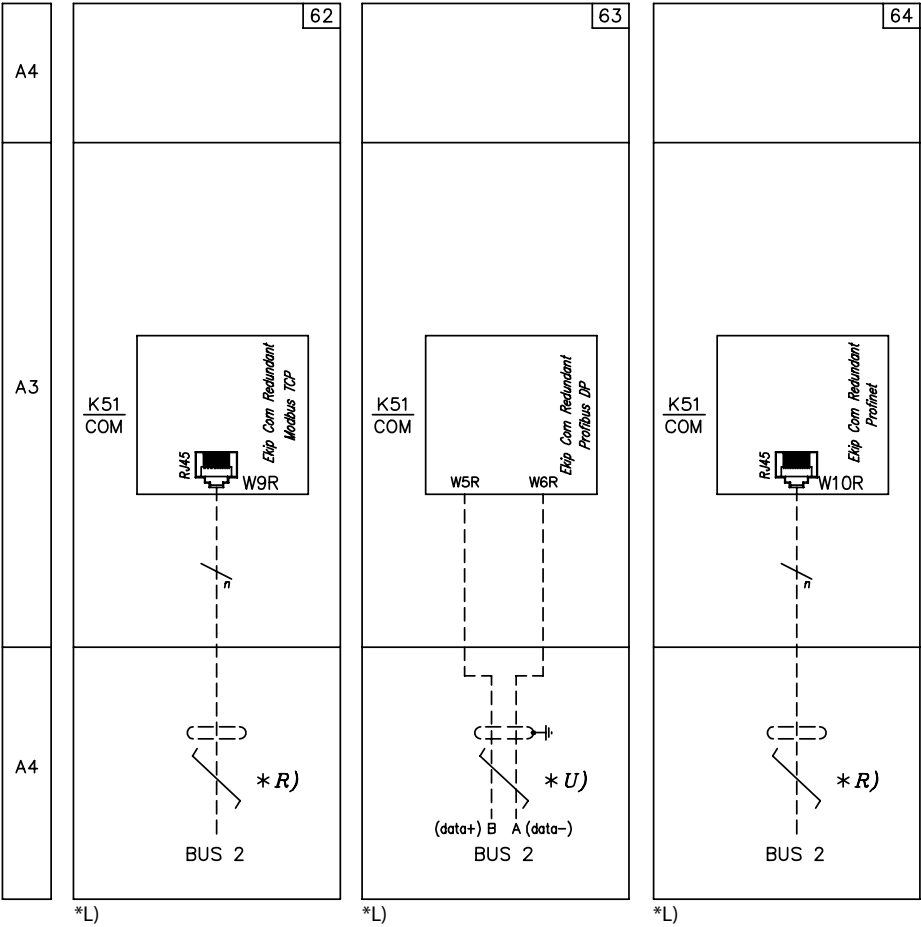 A4
A3
A4
62
K51
COM
Ekip Com Redundant
Modbus TCP
RJ45
W9R
n
*R)
BUS 2
*L)
63
K51
COM
Ekip Com Redundant
Profibus DP
W5R W6R
*U)
(data+) B A (data-)
BUS 2
*L)
64
K51
COM
Ekip Com Redundant
Profinet
RJ45
W10R
n
*R)
BUS 2
*L)